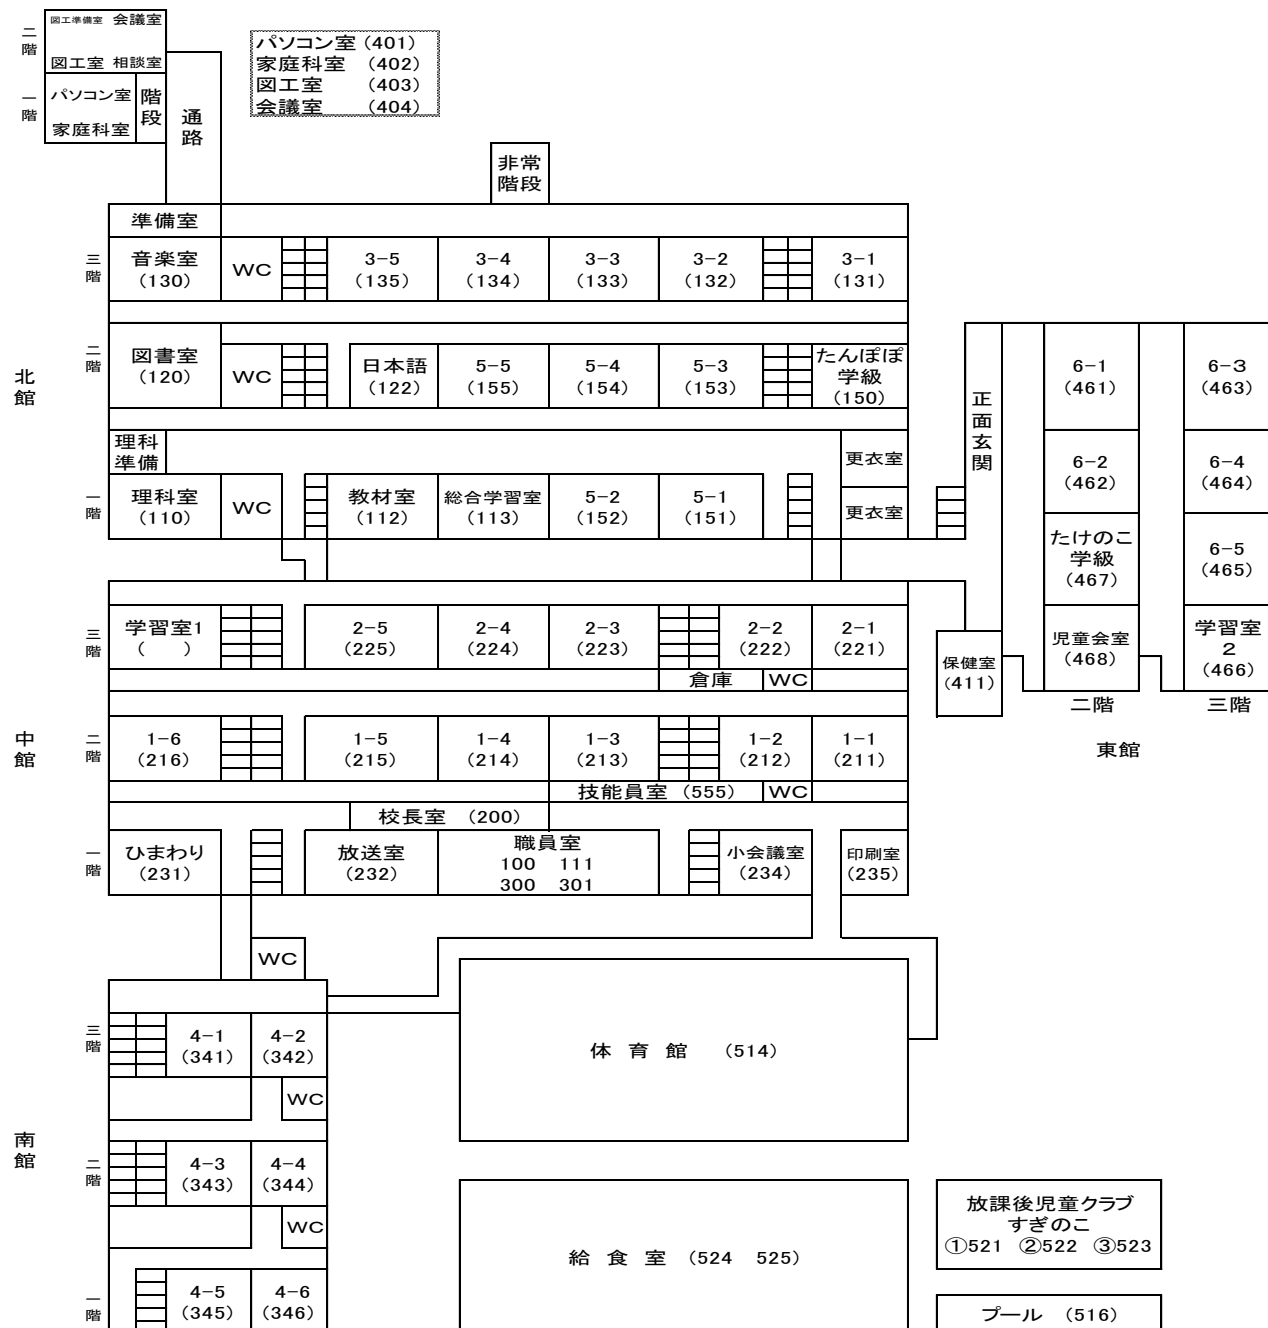 図工準備室 会議室
二階
図工室 相談室
一階
パソコン室
階段
家庭科室
通路
パソコン室 (401)
家庭科室 (402)
図工室 (403)
会議室 (404)
非常階段
北館
準備室
三階
音楽室 (130)
WC
3-5 (135)
3-4 (134)
3-3 (133)
3-2 (132)
3-1 (131)
二階
図書室 (120)
WC
日本語 (122)
5-5 (155)
5-4 (154)
5-3 (153)
たんぽぽ学級 (150)
理科準備
更衣室
一階
理科室 (110)
WC
教材室 (112)
総合学習室 (113)
5-2 (152)
5-1 (151)
更衣室
正面玄関
6-1 (461)
6-3 (463)
6-2 (462)
6-4 (464)
たけのこ学級 (467)
6-5 (465)
児童会室 (468)
学習室2 (466)
保健室 (411)
二階
三階
東館
中館
三階
学習室1 ( )
2-5 (225)
2-4 (224)
2-3 (223)
2-2 (222)
2-1 (221)
倉庫
WC
二階
1-6 (216)
1-5 (215)
1-4 (214)
1-3 (213)
1-2 (212)
1-1 (211)
技能員室 (555)
WC
校長室 (200)
一階
ひまわり (231)
放送室 (232)
職員室
100 111
300 301
小会議室 (234)
印刷室 (235)
WC
南館
三階
4-1 (341)
4-2 (342)
WC
二階
4-3 (343)
4-4 (344)
WC
一階
4-5 (345)
4-6 (346)
体育館 (514)
給食室 (524 525)
放課後児童クラブ
すぎのこ
①521 ②522 ③523
プール (516)